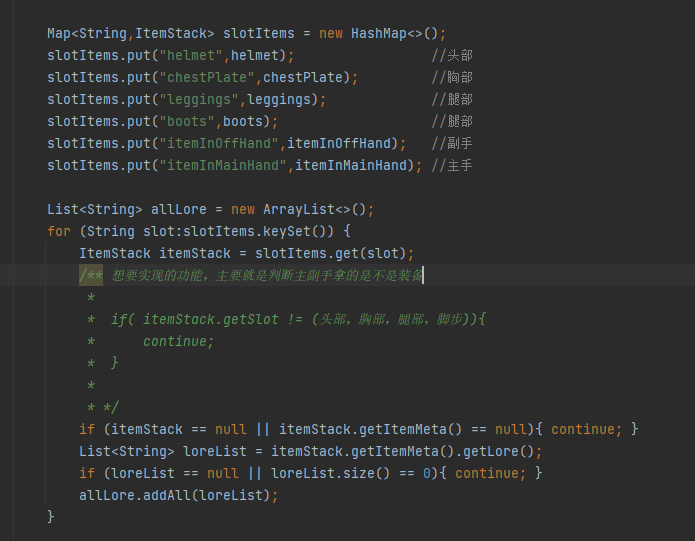 Map<String,ItemStack> slotItems = new HashMap<>();
slotItems.put("helmet",helmet); //头部
slotItems.put("chestPlate",chestPlate); //胸部
slotItems.put("leggings",leggings); //腿部
slotItems.put("boots",boots); //腿部
slotItems.put("itemInOffHand",itemInOffHand); //副手
slotItems.put("itemInMainHand",itemInMainHand); //主手
List<String> allLore = new ArrayList<>();
for (String slot:slotItems.keySet()) {
ItemStack itemStack = slotItems.get(slot);
/** 想要实现的功能，主要就是判断主副手拿的是不是装备
*
* if( itemStack.getSlot != (头部，胸部，腿部，脚步)){
* continue;
* }
*
* */
if (itemStack == null || itemStack.getItemMeta() == null){ continue; }
List<String> loreList = itemStack.getItemMeta().getLore();
if (loreList == null || loreList.size() == 0){ continue; }
allLore.addAll(loreList);
}